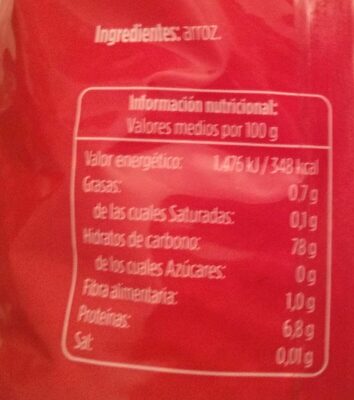 Ingredientes: arroz.
Información nutricional:
Valores medios por 100 g
Valor energético: 1.476 kJ / 348 kcal
Grasas: 0,7 g
de las cuales Saturadas: 0,1 g
Hidratos de carbono: 78 g
de los cuales Azúcares: 0 g
Fibra alimentaria: 1,0 g
Proteínas: 6,8 g
Sal: 0,01 g